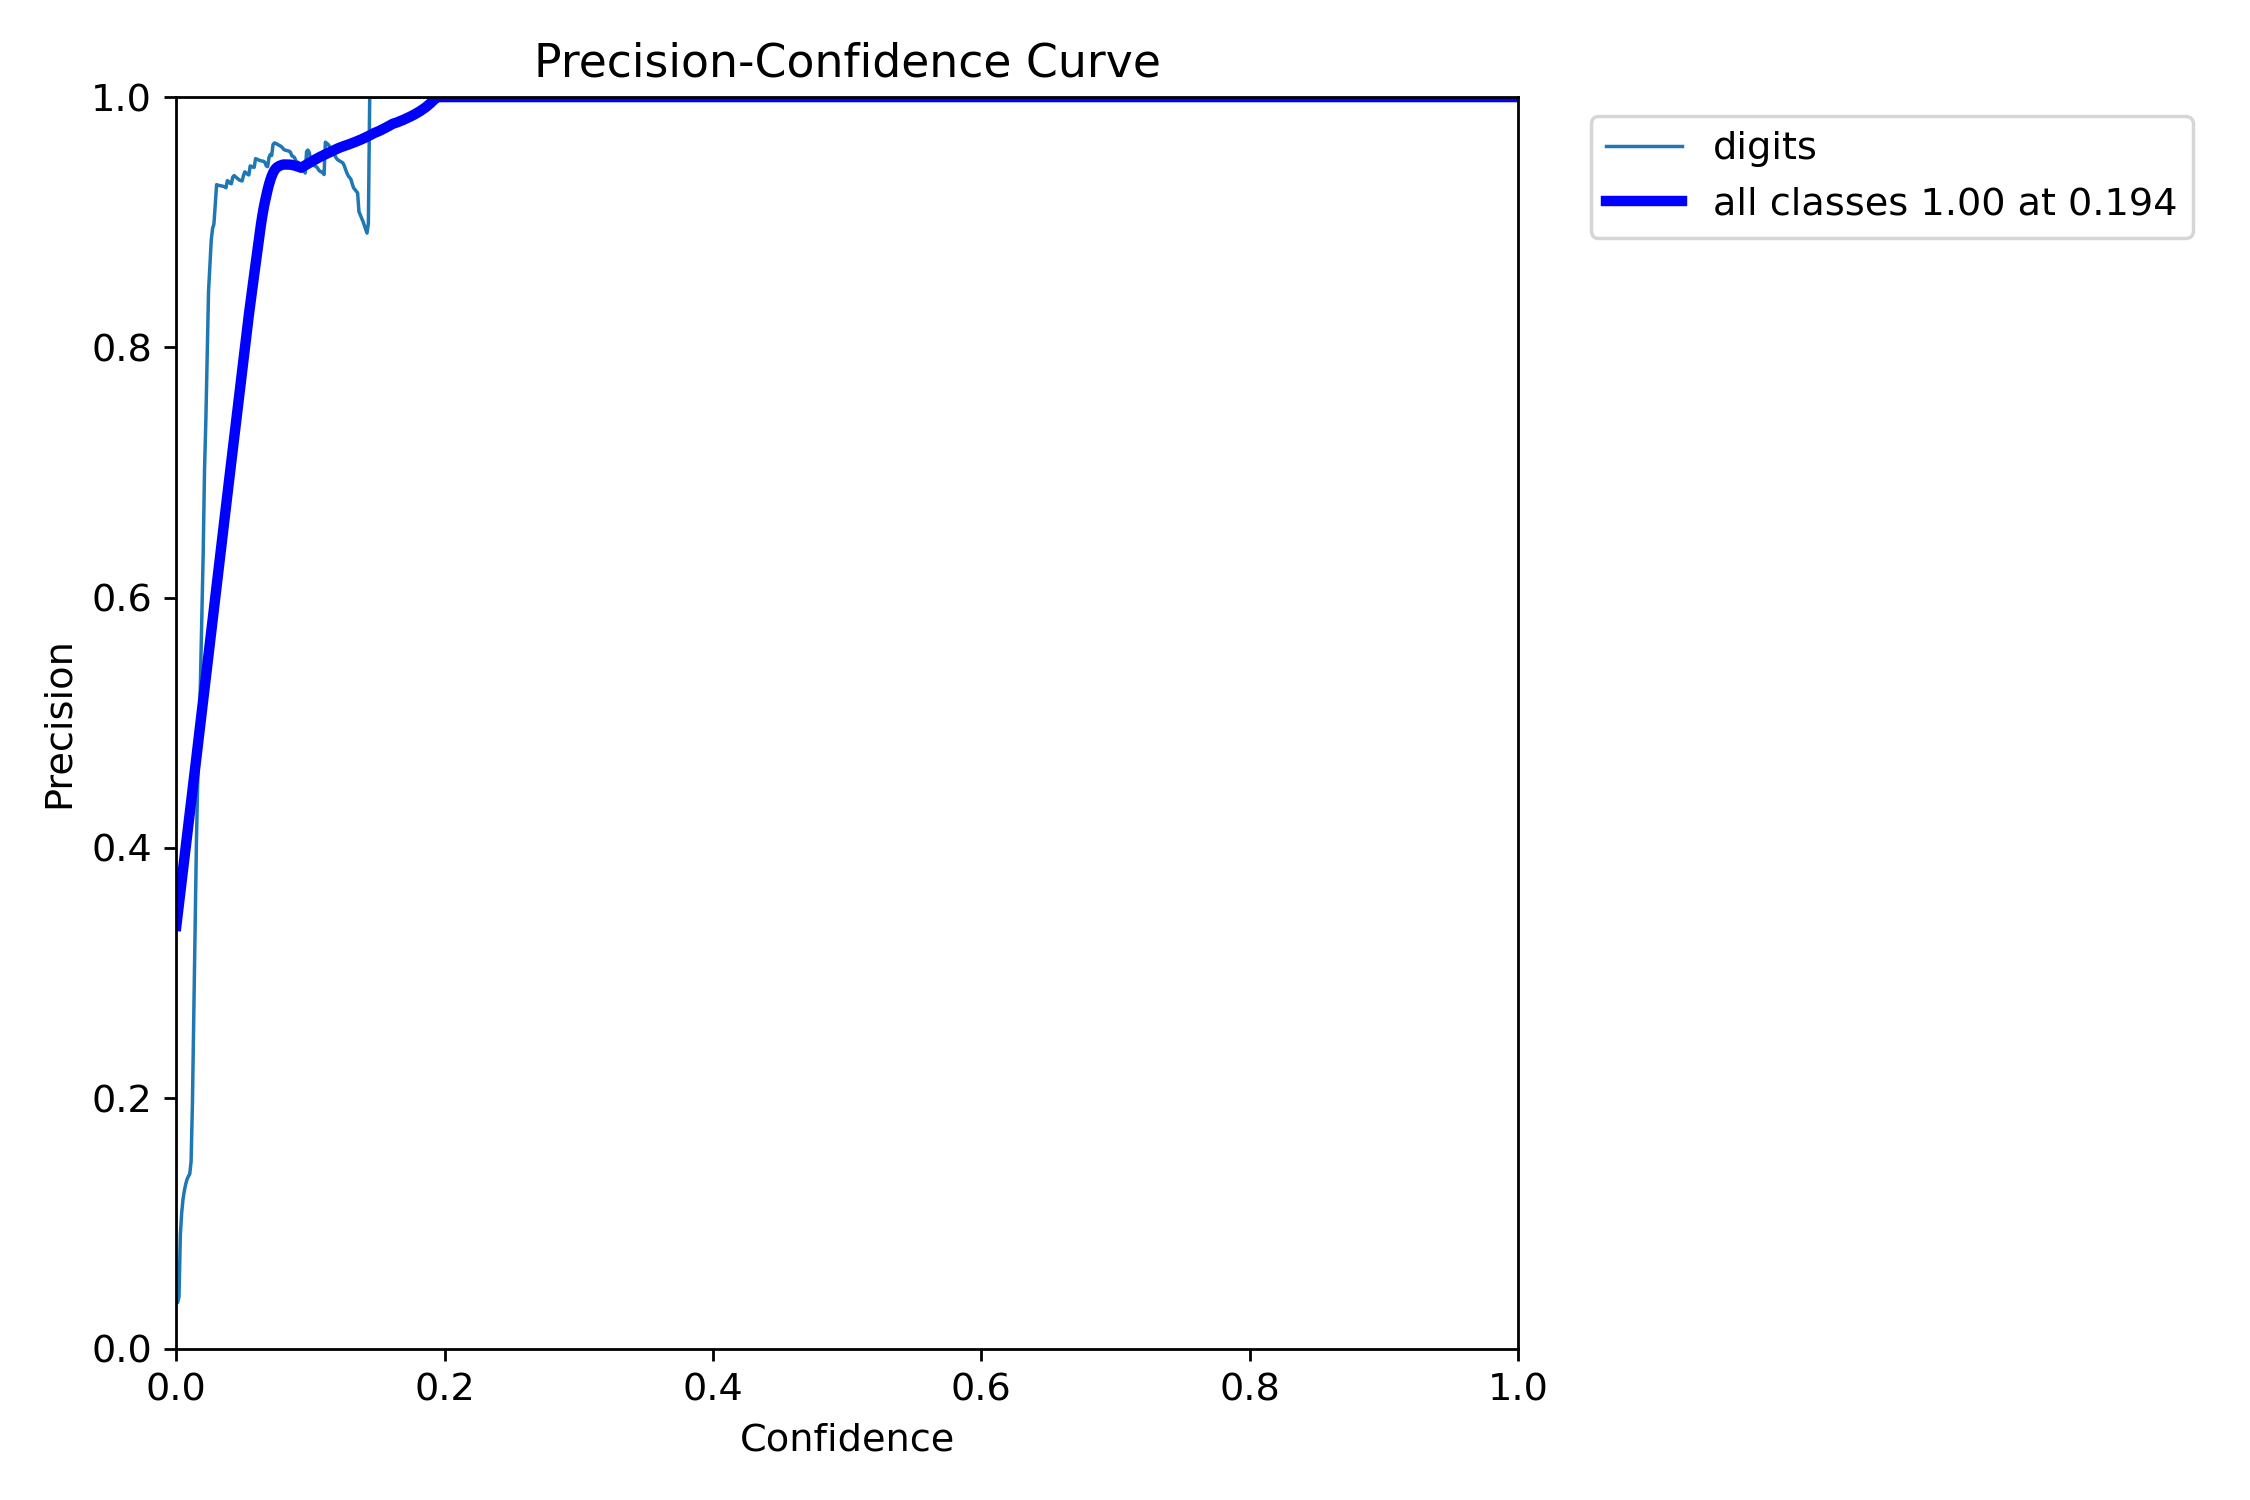 Precision-Confidence Curve
1.0
0.8
0.6
0.4
0.2
0.0
Precision
0.0 0.2 0.4 0.6 0.8 1.0
Confidence
digits
all classes 1.00 at 0.194